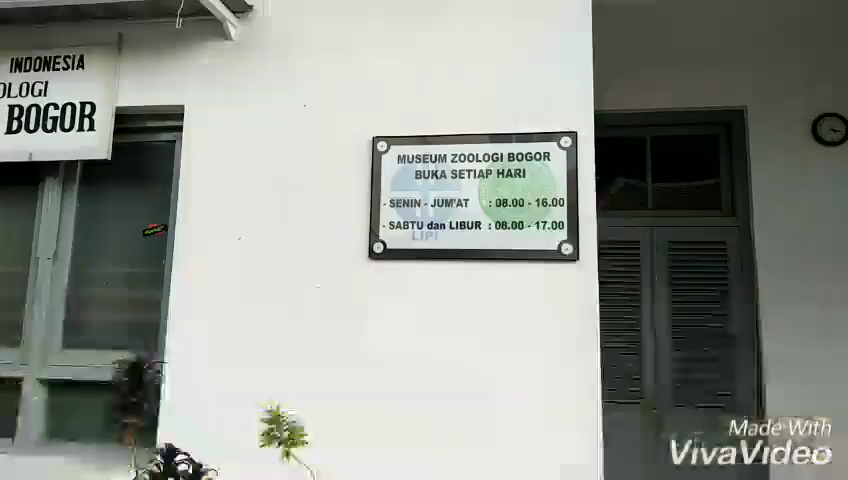 INDONESIA
OLOGI
BOGOR
MUSEUM ZOOLOGI BOGOR
BUKA SETIAP HARI
- SENIN - JUM'AT : 08.00 - 16.00
- SABTU dan LIBUR : 08.00 - 17.00
LIPI
Made With
VivaVideo